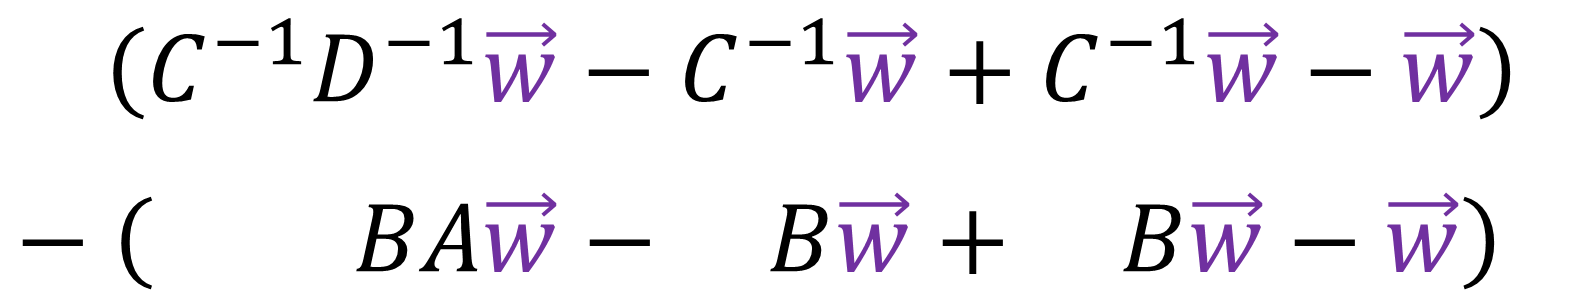 (C⁻¹D⁻¹w⃗ − C⁻¹w⃗ + C⁻¹w⃗ − w⃗)
− (BAw⃗ − Bw⃗ + Bw⃗ − w⃗)